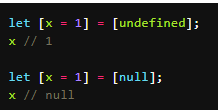 let [x = 1] = [undefined];
x // 1
let [x = 1] = [null];
x // null